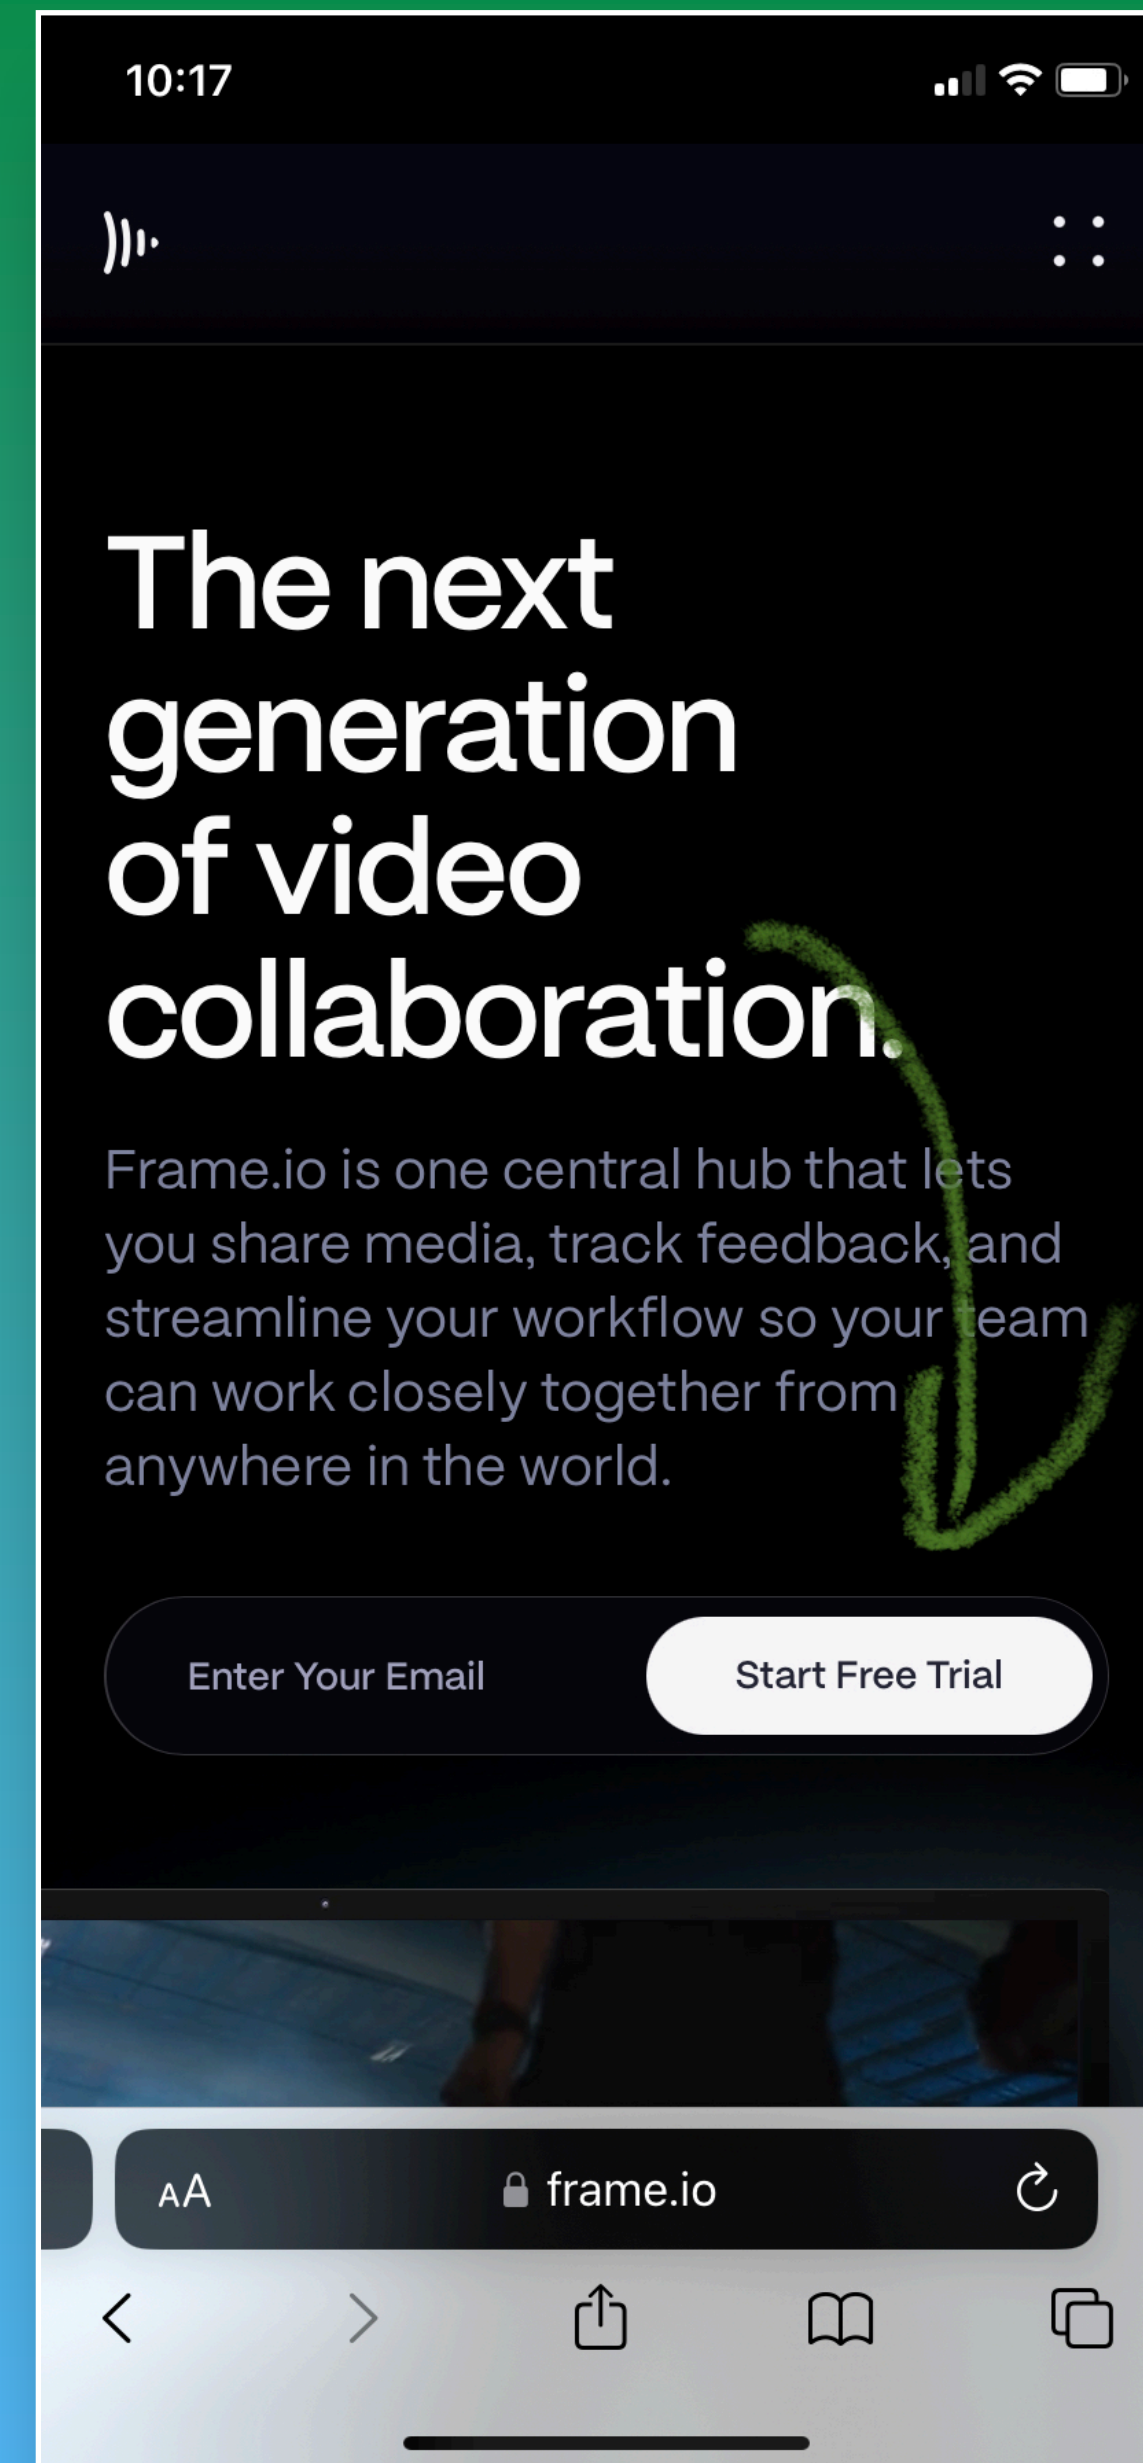 10:17
The next
generation
of video
collaboration.
Frame.io is one central hub that lets
you share media, track feedback, and
streamline your workflow so your team
can work closely together from
anywhere in the world.
Enter Your Email
Start Free Trial
AA
frame.io